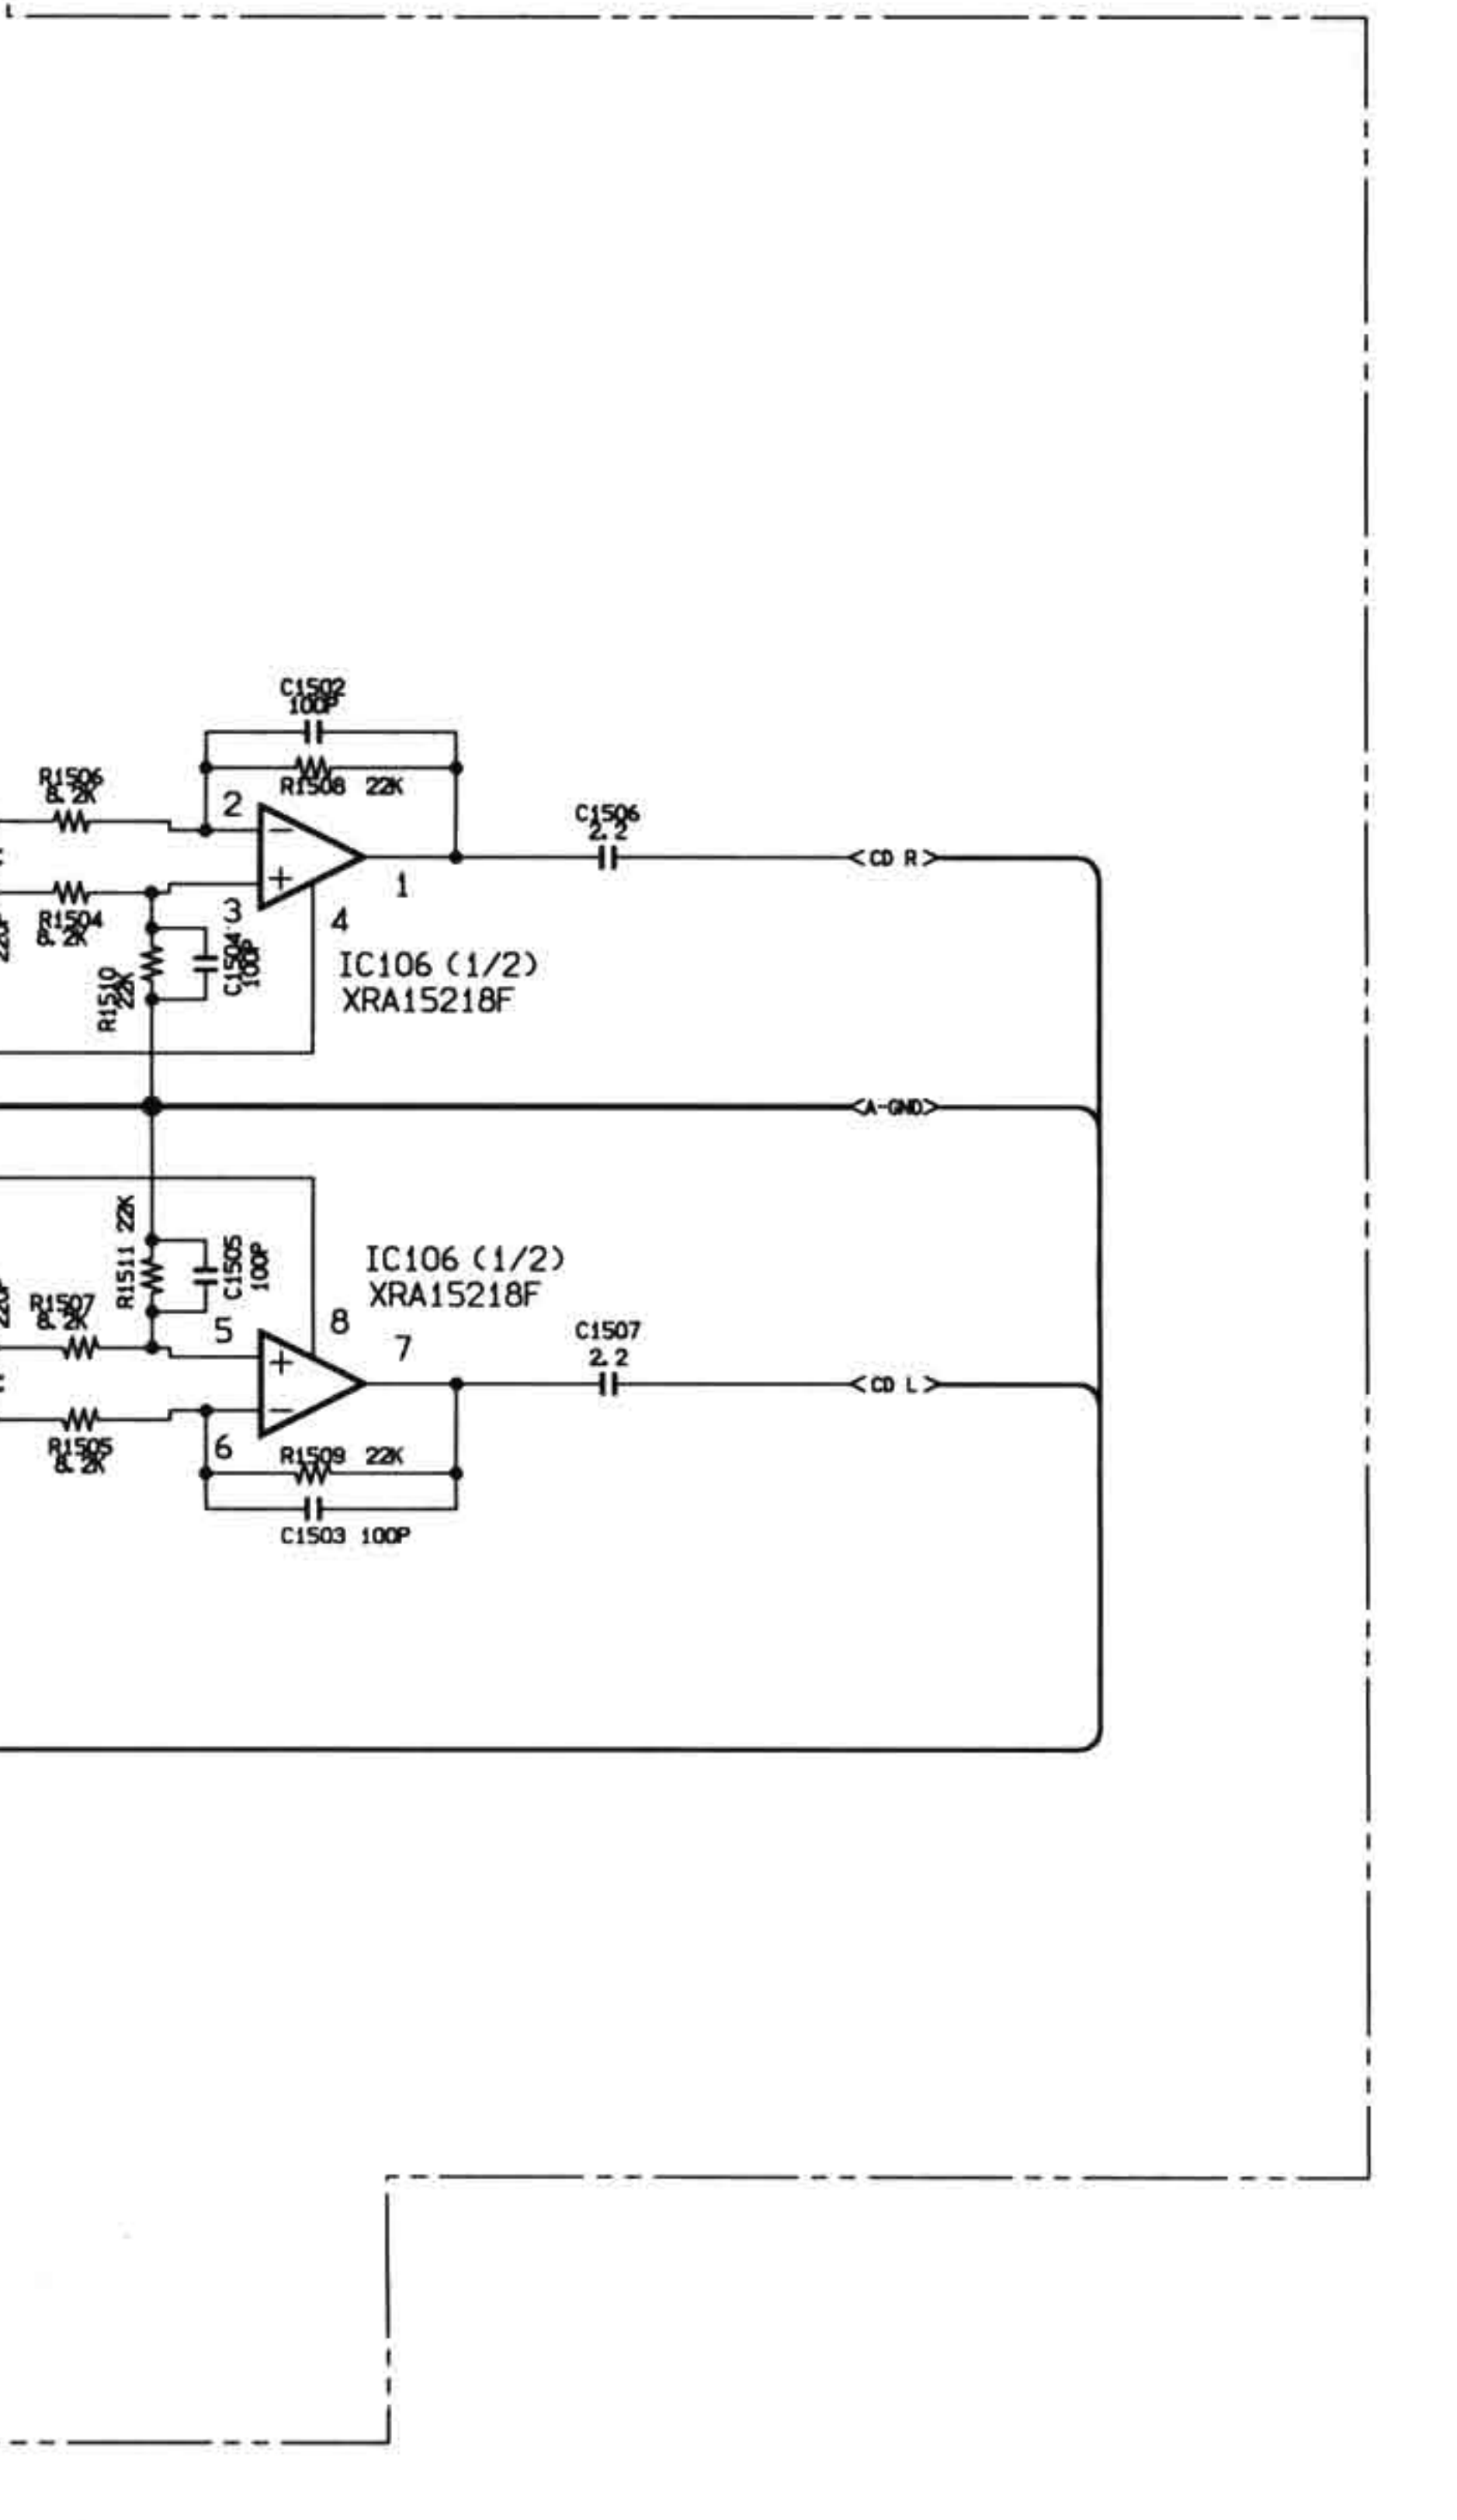 C1502
100P
R1508 22K
R1506
8.2K
2
C1506
2.2
CD R
1
3
R1504
8.2K
4
C1504
100P
R1510
22K
IC106 (1/2)
XRA15218F
A-GND
R1511 22K
C1505
100P
IC106 (1/2)
XRA15218F
R1507
8.2K
5
8
7
C1507
2.2
CD L
6
R1505
8.2K
R1509 22K
C1503 100P